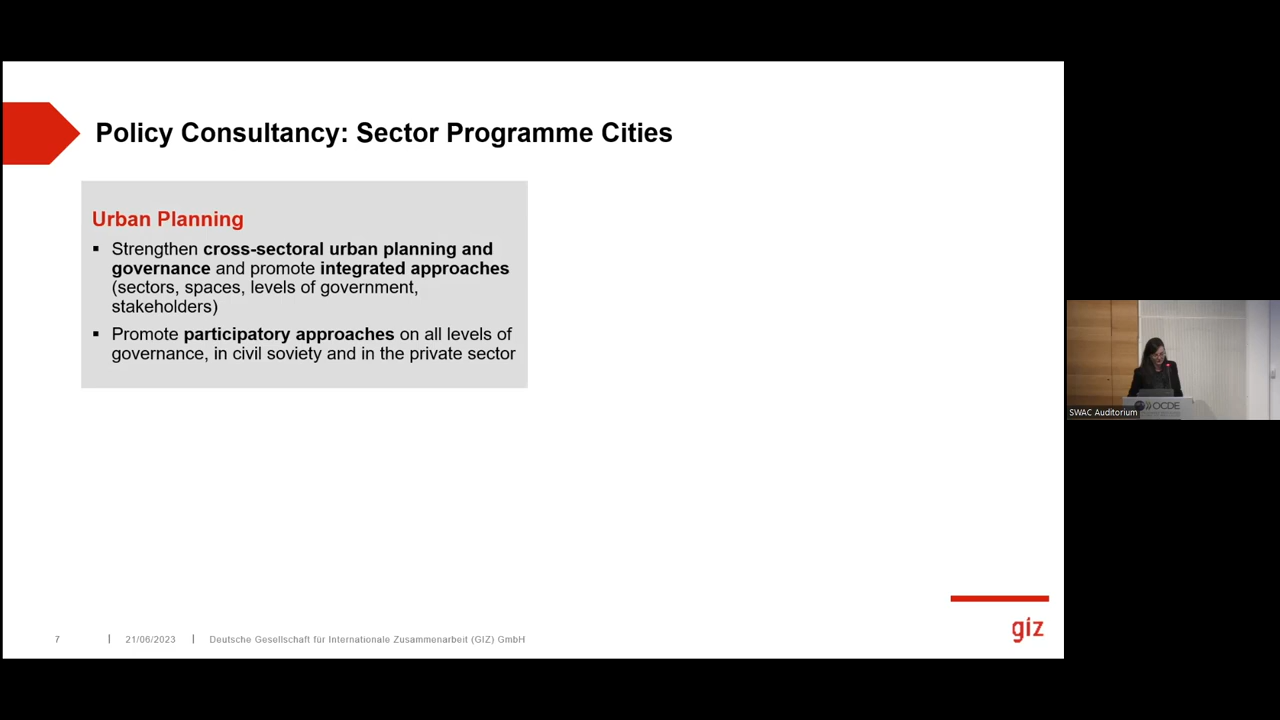 Policy Consultancy: Sector Programme Cities
Urban Planning
▪ Strengthen cross-sectoral urban planning and
governance and promote integrated approaches
(sectors, spaces, levels of government,
stakeholders)
▪ Promote participatory approaches on all levels of
governance, in civil soviety and in the private sector
SWAC Auditorium
OCDE
7 | 21/06/2023 | Deutsche Gesellschaft für Internationale Zusammenarbeit (GIZ) GmbH
giz